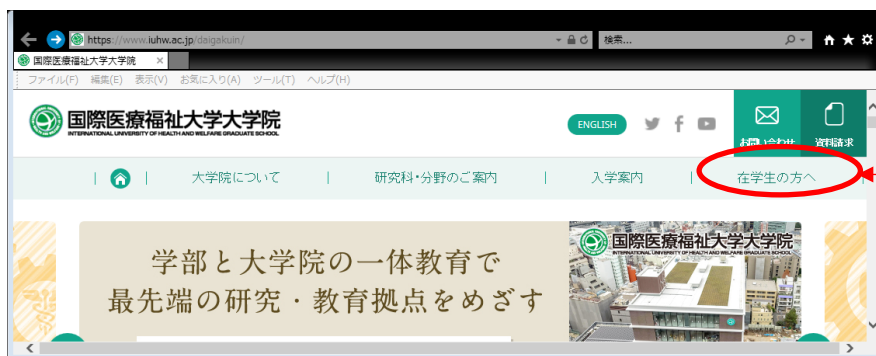 https://www.iuhw.ac.jp/daigakuin/
検索...
国際医療福祉大学大学院
ファイル(F) 編集(E) 表示(V) お気に入り(A) ツール(T) ヘルプ(H)
国際医療福祉大学大学院
INTERNATIONAL UNIVERSITY OF HEALTH AND WELFARE GRADUATE SCHOOL
ENGLISH
お問い合わせ
資料請求
大学院について
研究科・分野のご案内
入学案内
在学生の方へ
学部と大学院の一体教育で
最先端の研究・教育拠点をめざす
国際医療福祉大学大学院
INTERNATIONAL UNIVERSITY OF HEALTH AND WELFARE GRADUATE SCHOOL